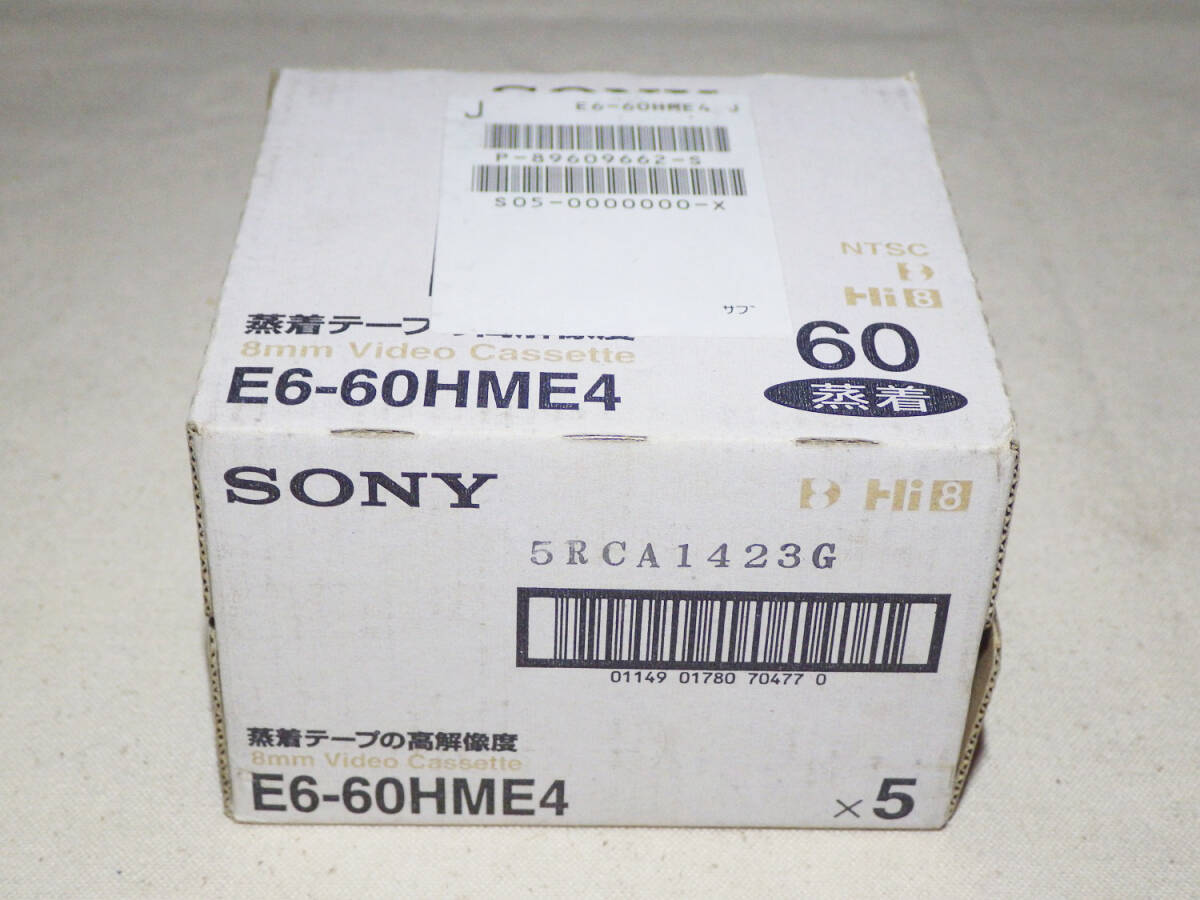 J E6-60HME4 J
P-89609662-S
S05-0000000-X
サブ
NTSC
8
Hi8
60
蒸着
蒸着テープ
8mm Video Cassette
E6-60HME4
SONY
8 Hi8
5RCA1423G
01149 01780 70477 0
蒸着テープの高解像度
8mm Video Cassette
E6-60HME4
×5